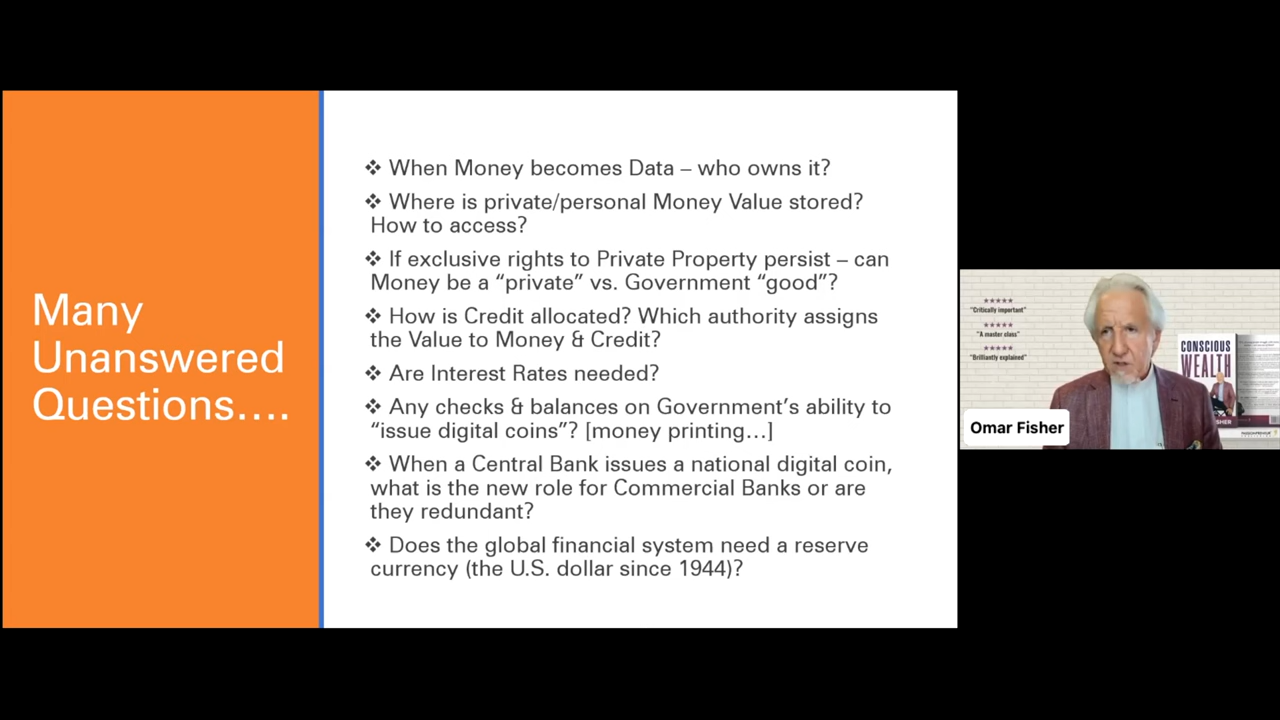 Many
Unanswered
Questions….
❖ When Money becomes Data – who owns it?
❖ Where is private/personal Money Value stored?
How to access?
❖ If exclusive rights to Private Property persist – can
Money be a “private” vs. Government “good”?
❖ How is Credit allocated? Which authority assigns
the Value to Money & Credit?
❖ Are Interest Rates needed?
❖ Any checks & balances on Government’s ability to
“issue digital coins”? [money printing…]
❖ When a Central Bank issues a national digital coin,
what is the new role for Commercial Banks or are
they redundant?
❖ Does the global financial system need a reserve
currency (the U.S. dollar since 1944)?
★★★★★
"Critically important"
★★★★★
"A master class"
★★★★★
"Brilliantly explained"
CONSCIOUS
WEALTH
Omar Fisher